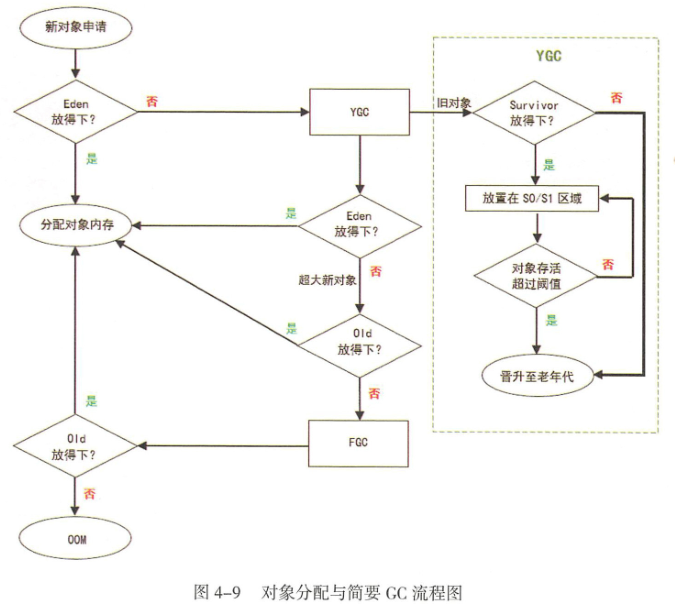 新对象申请
YGC
Eden
放得下？
否
YGC
旧对象
Survivor
放得下？
否
是
是
放置在 S0/S1 区域
分配对象内存
是
Eden
放得下？
否
超大新对象
对象存活
超过阈值
否
是
是
Old
放得下？
晋升至老年代
否
是
Old
放得下？
FGC
否
OOM
图 4-9 对象分配与简要 GC 流程图